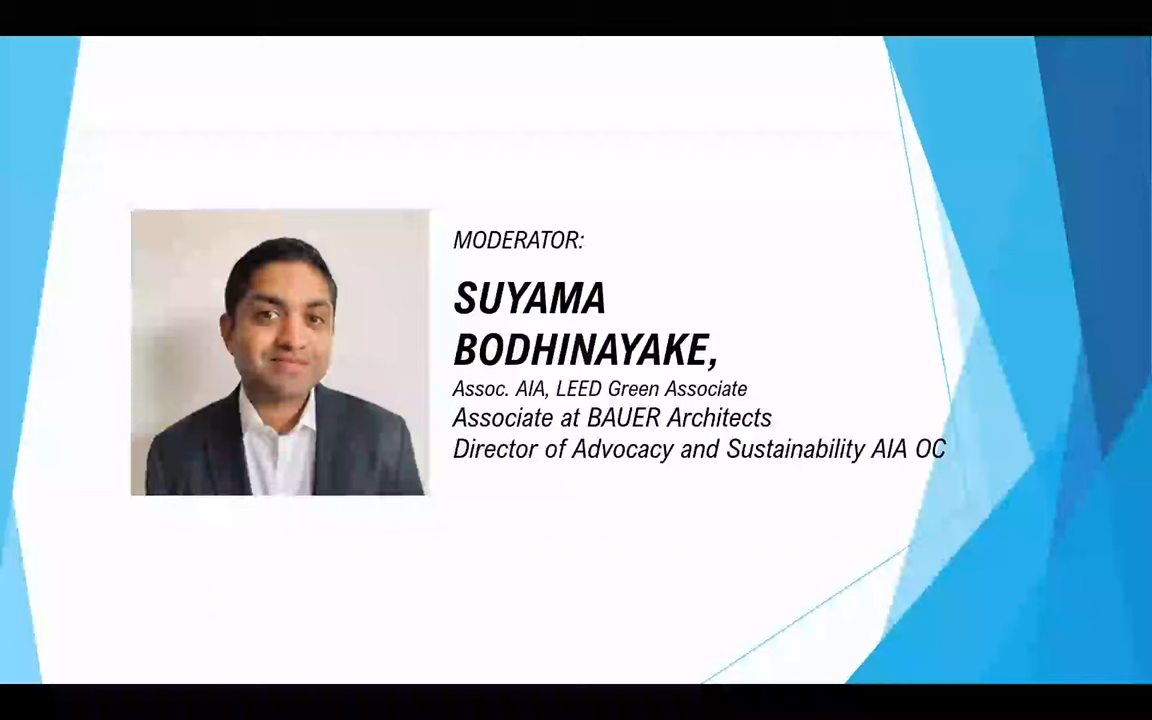 MODERATOR:
SUYAMA
BODHINAYAKE,
Assoc. AIA, LEED Green Associate
Associate at BAUER Architects
Director of Advocacy and Sustainability AIA OC